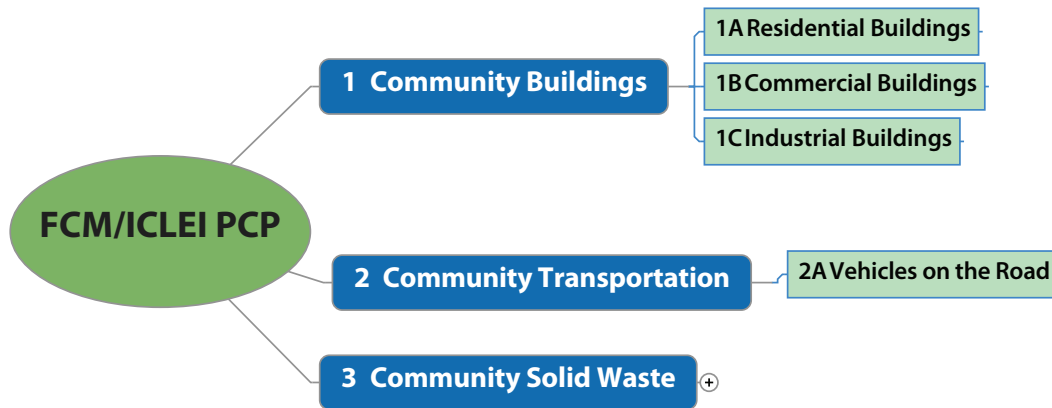 FCM/ICLEI PCP
1 Community Buildings
1A Residential Buildings
1B Commercial Buildings
1C Industrial Buildings
2 Community Transportation
2A Vehicles on the Road
3 Community Solid Waste